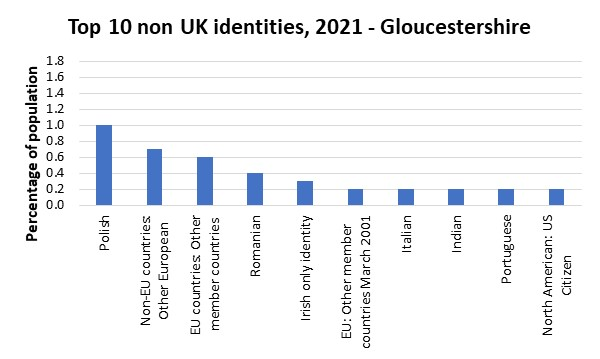 Top 10 non UK identities, 2021 - Gloucestershire
Percentage of population
1.8
1.6
1.4
1.2
1.0
0.8
0.6
0.4
0.2
0.0
Polish
Non-EU countries:
Other European
EU countries: Other
member countries
Romanian
Irish only identity
EU: Other member
countries March 2001
Italian
Indian
Portuguese
North American: US
Citizen